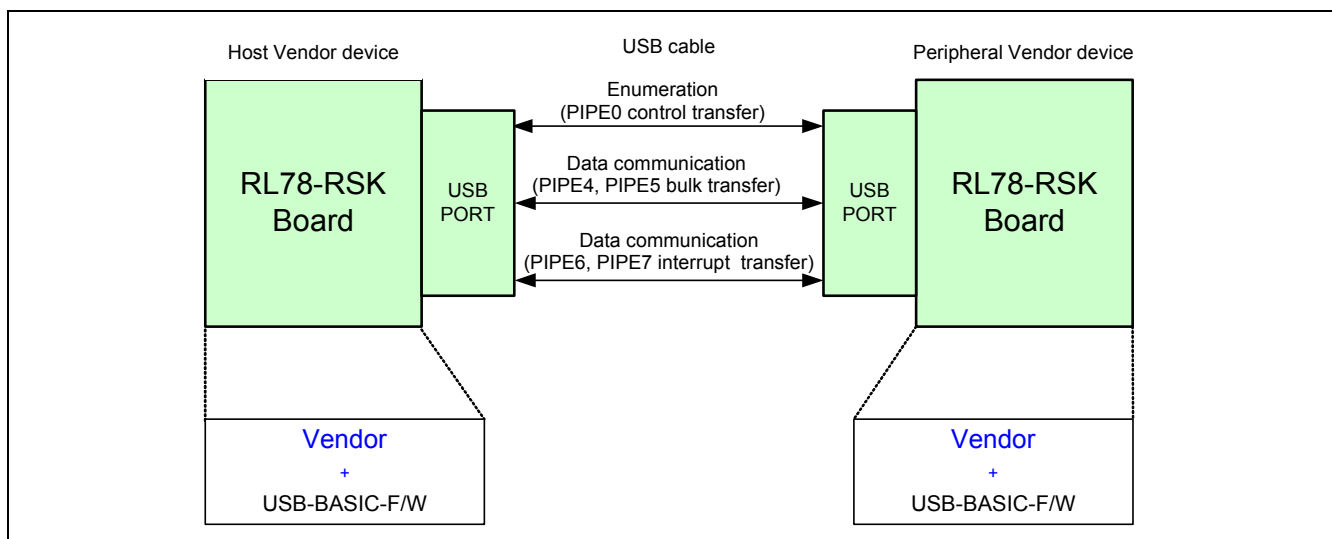 Host Vendor device
USB cable
Peripheral Vendor device
Enumeration
(PIPE0 control transfer)
Data communication
(PIPE4, PIPE5 bulk transfer)
Data communication
(PIPE6, PIPE7 interrupt transfer)
RL78-RSK
Board
USB
PORT
USB
PORT
RL78-RSK
Board
Vendor
+
USB-BASIC-F/W
Vendor
+
USB-BASIC-F/W